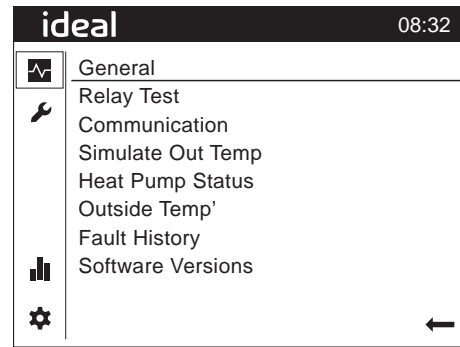 ideal 08:32
General
Relay Test
Communication
Simulate Out Temp
Heat Pump Status
Outside Temp'
Fault History
Software Versions